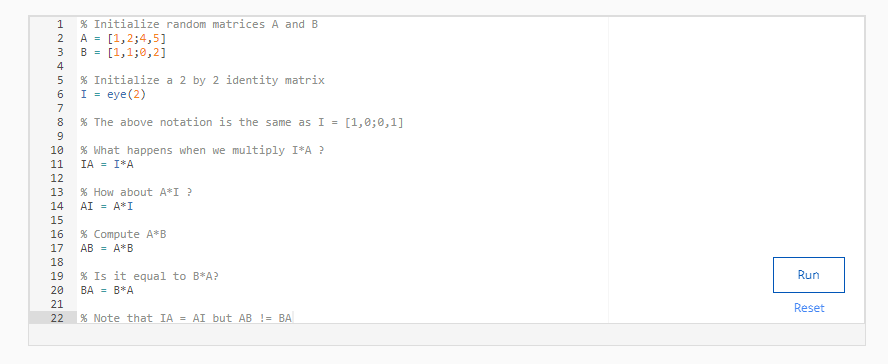 1 % Initialize random matrices A and B
2 A = [1,2;4,5]
3 B = [1,1;0,2]
4
5 % Initialize a 2 by 2 identity matrix
6 I = eye(2)
7
8 % The above notation is the same as I = [1,0;0,1]
9
10 % What happens when we multiply I*A ?
11 IA = I*A
12
13 % How about A*I ?
14 AI = A*I
15
16 % Compute A*B
17 AB = A*B
18
19 % Is it equal to B*A?
20 BA = B*A
21
22 % Note that IA = AI but AB != BA
Run
Reset